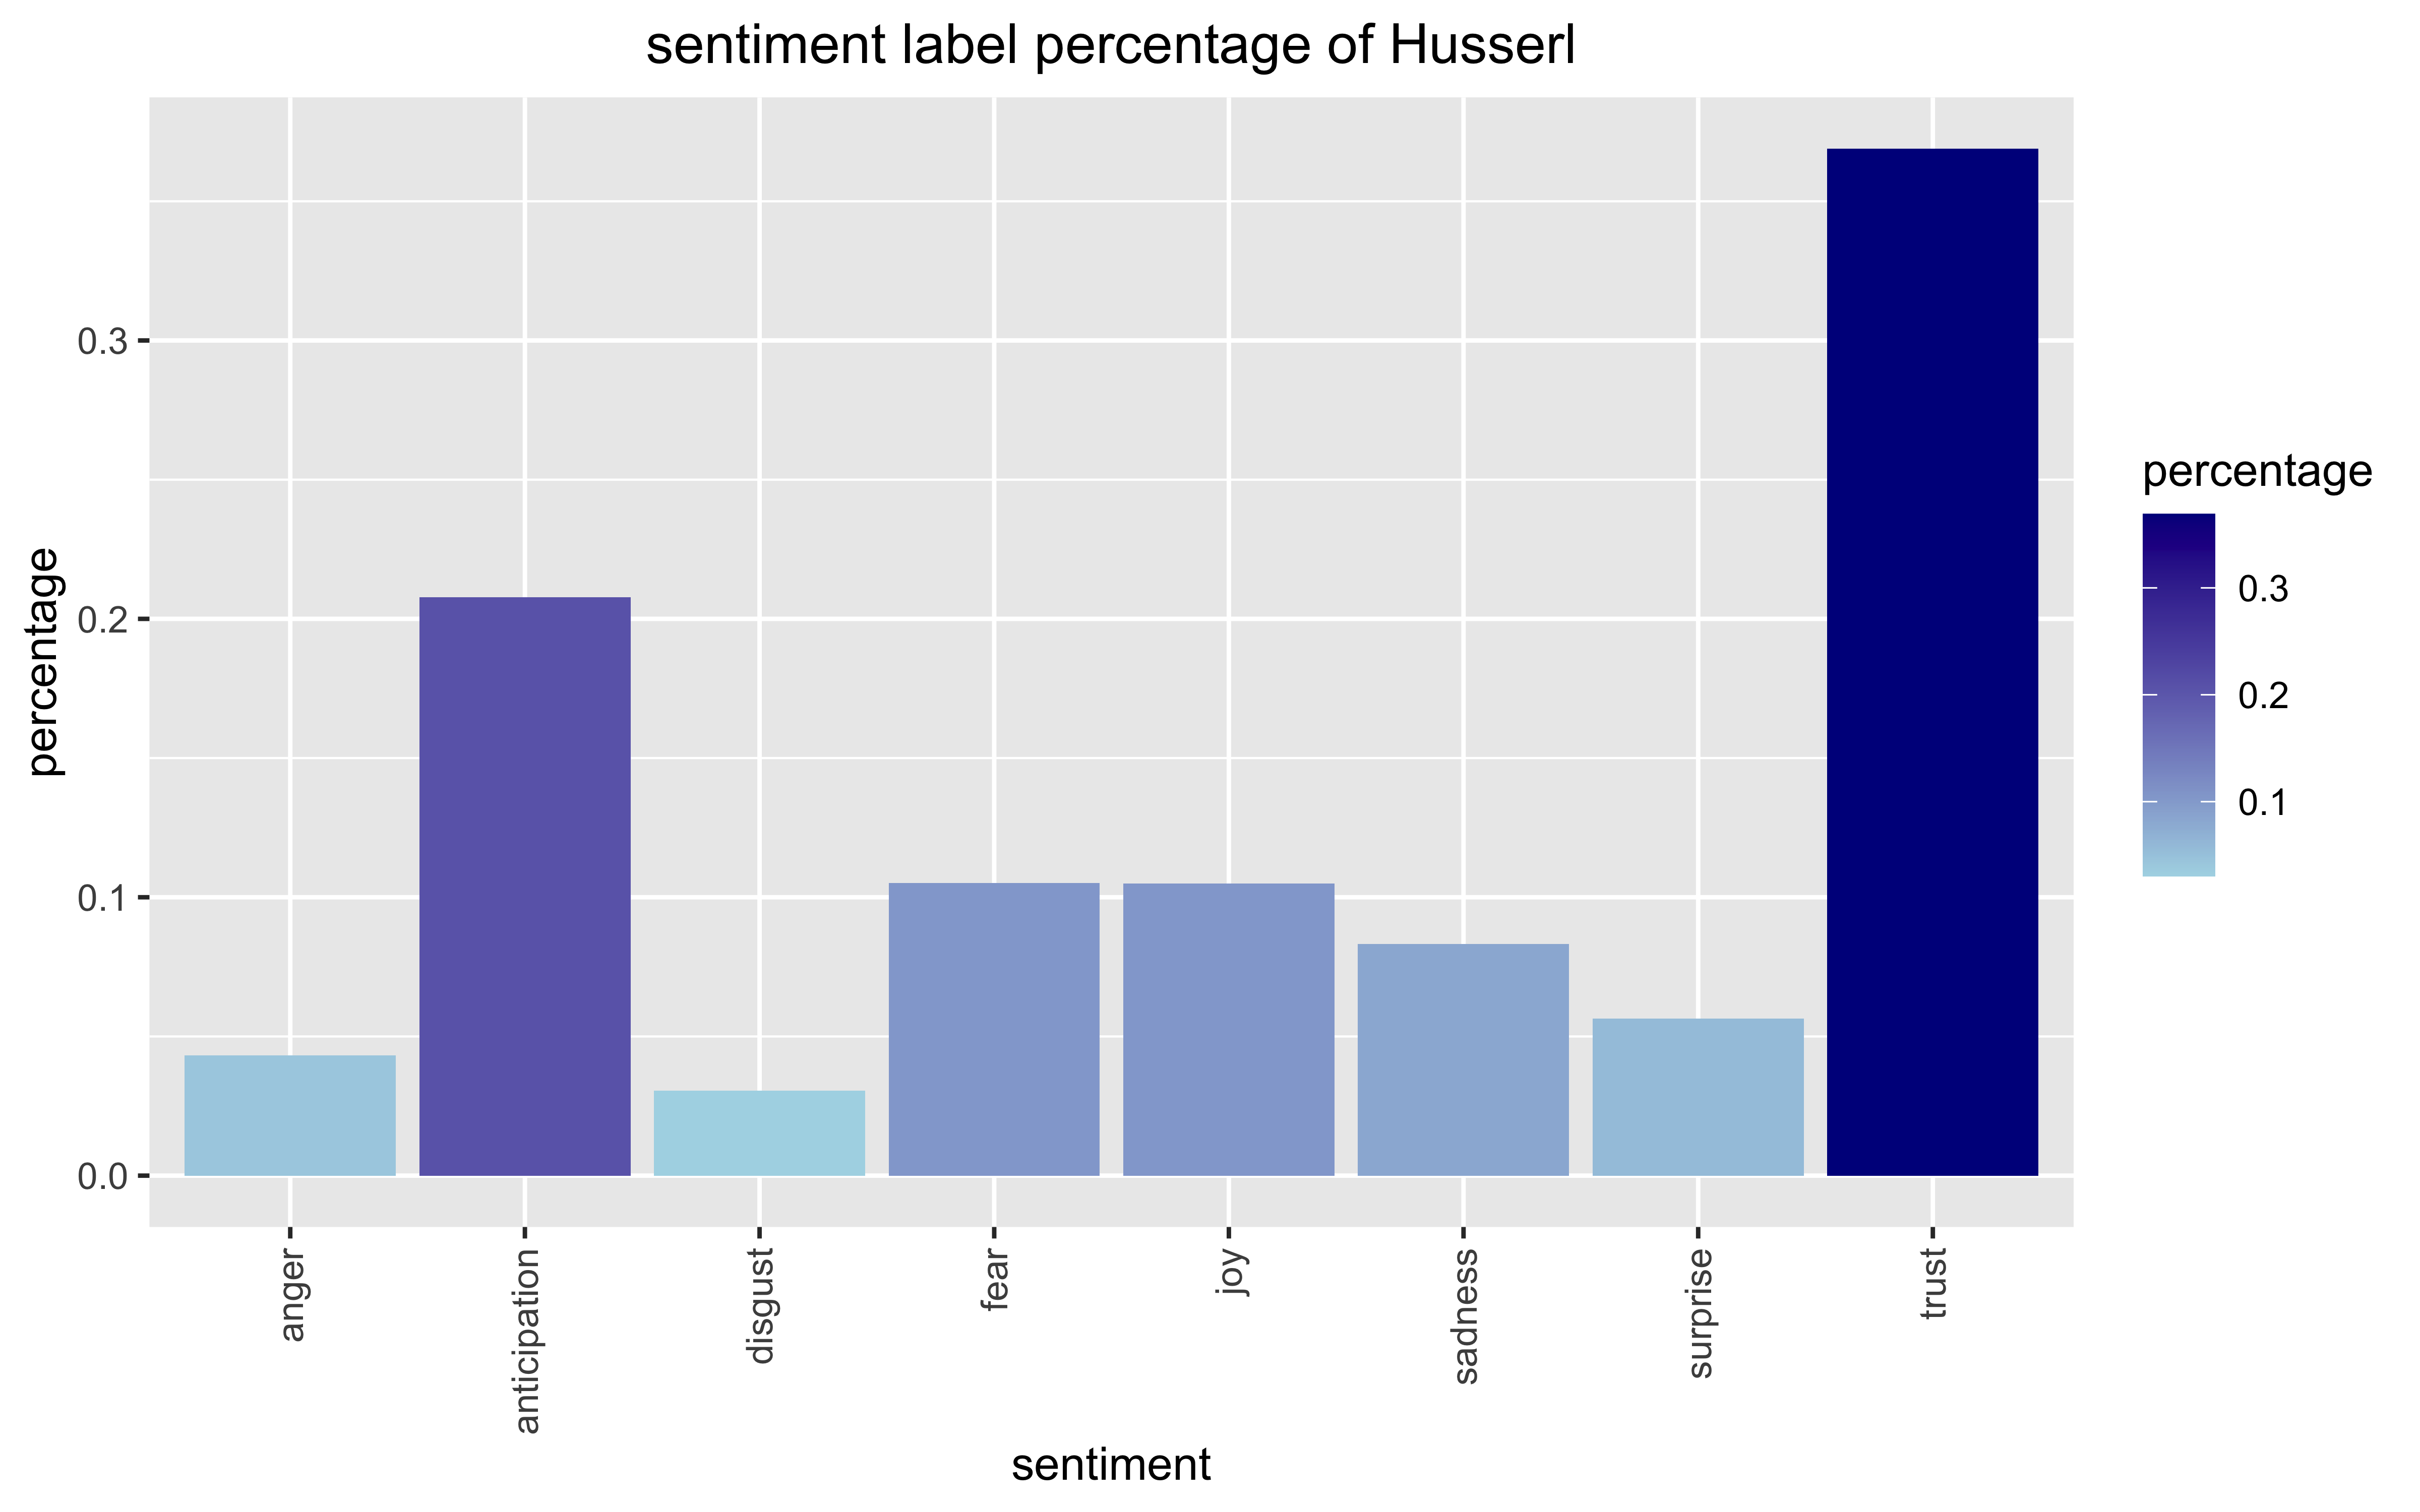 sentiment label percentage of Husserl
percentage
0.3
0.2
0.1
0.0
anger
anticipation
disgust
fear
joy
sadness
surprise
trust
sentiment
percentage
0.3
0.2
0.1